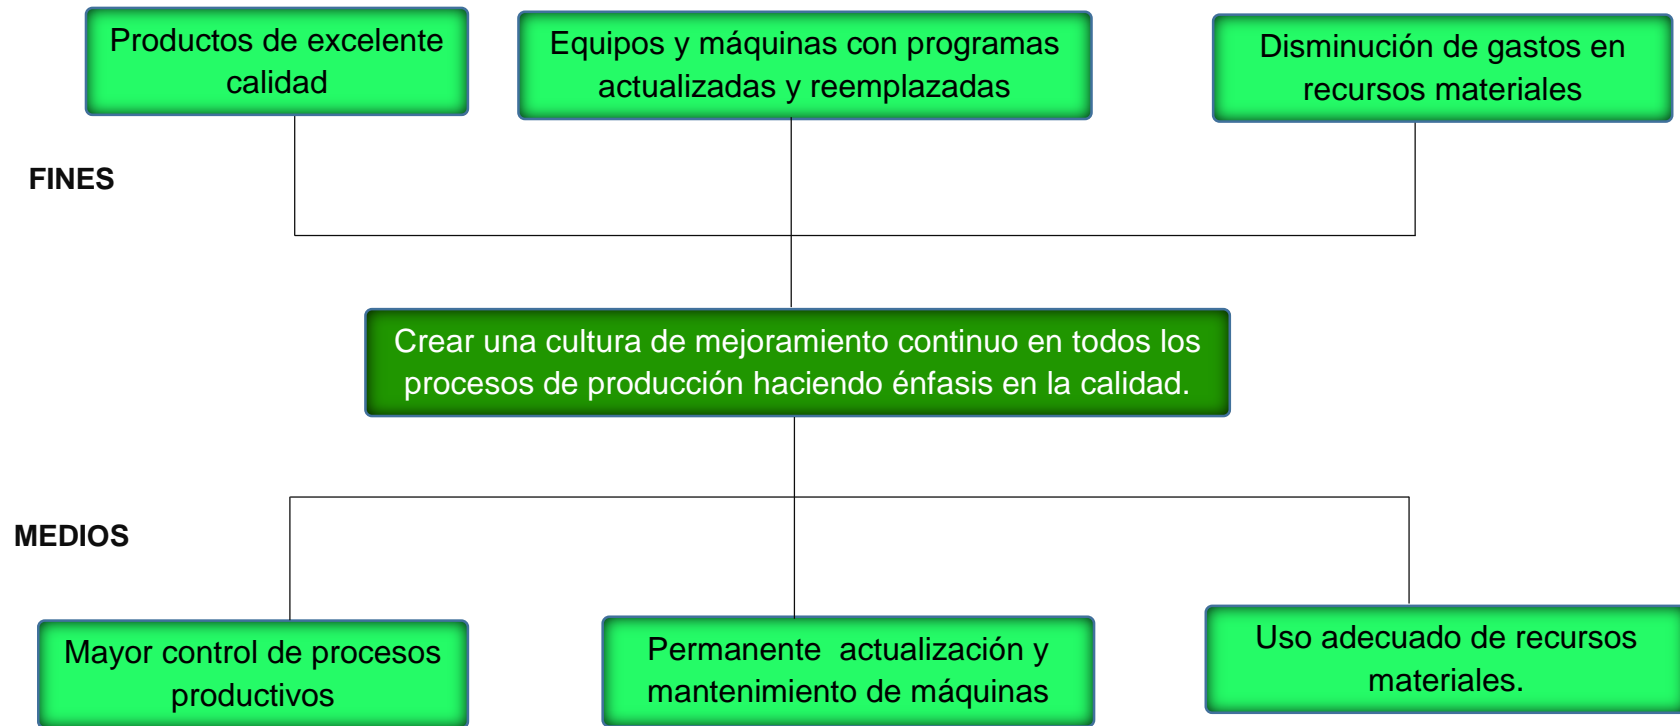 Productos de excelente
calidad
Equipos y máquinas con programas
actualizadas y reemplazadas
Disminución de gastos en
recursos materiales
FINES
Crear una cultura de mejoramiento continuo en todos los
procesos de producción haciendo énfasis en la calidad.
MEDIOS
Mayor control de procesos
productivos
Permanente  actualización y
mantenimiento de máquinas
Uso adecuado de recursos
materiales.